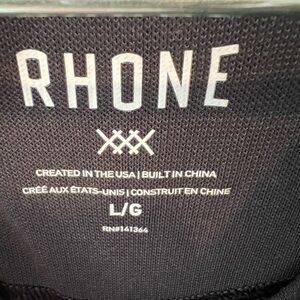 RHONE
CREATED IN THE USA | BUILT IN CHINA
CRÉÉ AUX ÉTATS-UNIS | CONSTRUIT EN CHINE
L/G
RN#141364